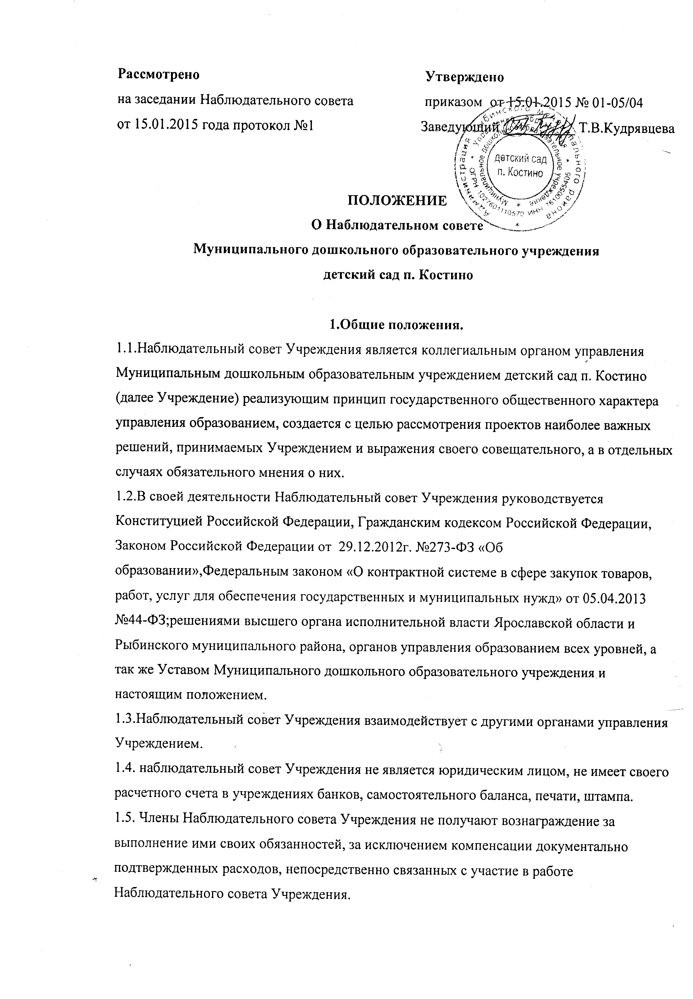 Рассмотрено
на заседании Наблюдательного совета
от 15.01.2015 года протокол №1
Утверждено
приказом от 15.01.2015 № 01-05/04
Заведующий Т.В.Кудрявцева
Администрация Рыбинского муниципального района
Управление образования
ОГРН 1027601110570 ИНН 7610055405
Муниципальное дошкольное образовательное учреждение
детский сад
п. Костино
ПОЛОЖЕНИЕ
О Наблюдательном совете
Муниципального дошкольного образовательного учреждения
детский сад п. Костино
1.Общие положения.
1.1.Наблюдательный совет Учреждения является коллегиальным органом управления
Муниципальным дошкольным образовательным учреждением детский сад п. Костино
(далее Учреждение) реализующим принцип государственного общественного характера
управления образованием, создается с целью рассмотрения проектов наиболее важных
решений, принимаемых Учреждением и выражения своего совещательного, а в отдельных
случаях обязательного мнения о них.
1.2.В своей деятельности Наблюдательный совет Учреждения руководствуется
Конституцией Российской Федерации, Гражданским кодексом Российской Федерации,
Законом Российской Федерации от 29.12.2012г. №273-ФЗ «Об
образовании»,Федеральным законом «О контрактной системе в сфере закупок товаров,
работ, услуг для обеспечения государственных и муниципальных нужд» от 05.04.2013
№44-ФЗ;решениями высшего органа исполнительной власти Ярославской области и
Рыбинского муниципального района, органов управления образованием всех уровней, а
так же Уставом Муниципального дошкольного образовательного учреждения и
настоящим положением.
1.3.Наблюдательный совет Учреждения взаимодействует с другими органами управления
Учреждением.
1.4. наблюдательный совет Учреждения не является юридическим лицом, не имеет своего
расчетного счета в учреждениях банков, самостоятельного баланса, печати, штампа.
1.5. Члены Наблюдательного совета Учреждения не получают вознаграждение за
выполнение ими своих обязанностей, за исключением компенсации документально
подтвержденных расходов, непосредственно связанных с участие в работе
Наблюдательного совета Учреждения.